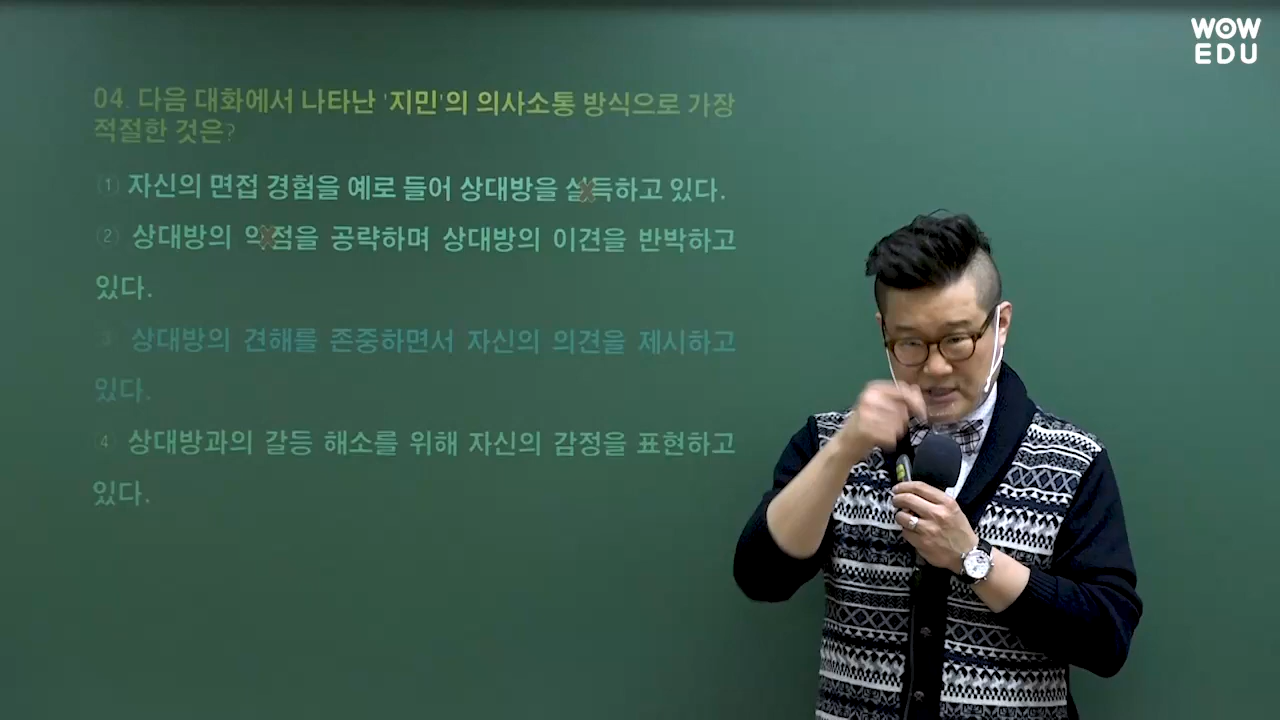 WOW
EDU
04. 다음 대화에서 나타난 '지민'의 의사소통 방식으로 가장
적절한 것은?
① 자신의 면접 경험을 예로 들어 상대방을 설득하고 있다.
② 상대방의 약점을 공략하며 상대방의 이견을 반박하고
있다.
③ 상대방의 견해를 존중하면서 자신의 의견을 제시하고
있다.
④ 상대방과의 갈등 해소를 위해 자신의 감정을 표현하고
있다.